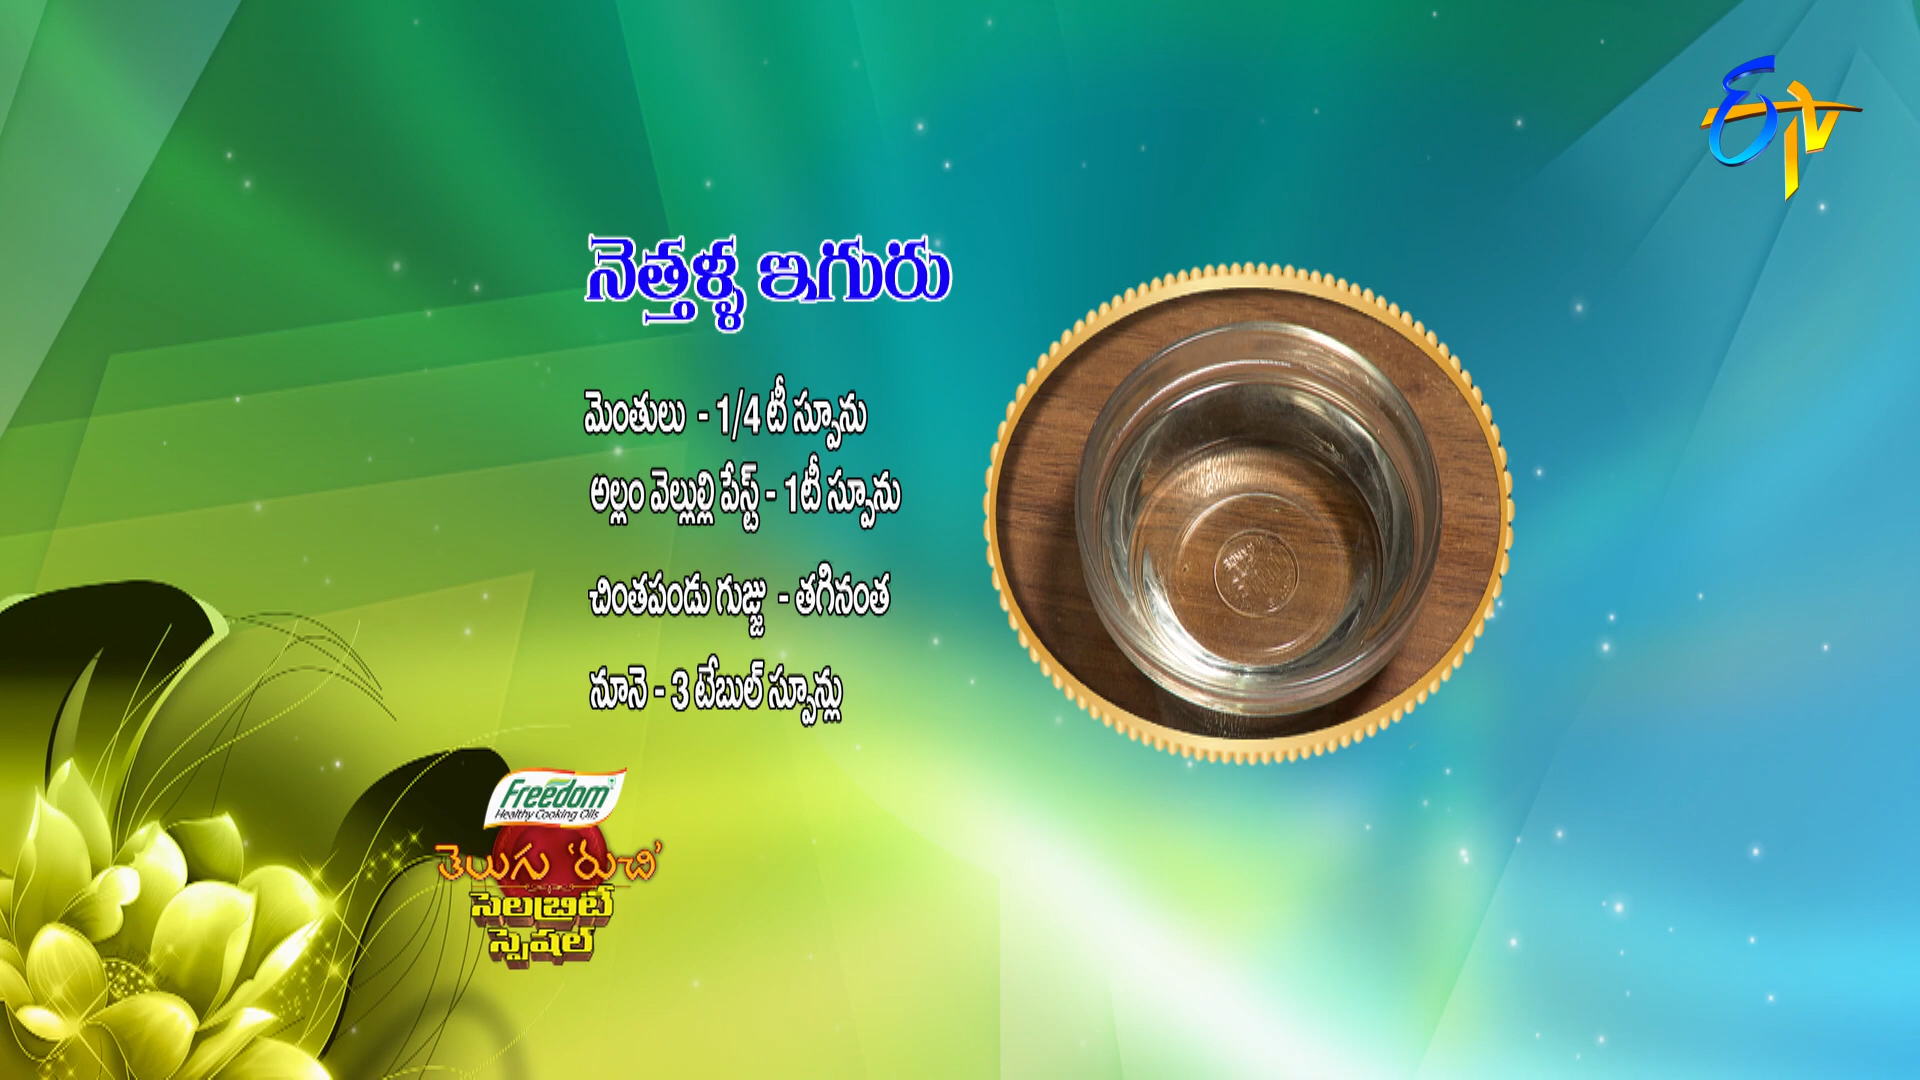 ETV
నెత్తళ్ళ ఇగురు
మెంతులు - 1/4 టీ స్పూను
అల్లం వెల్లుల్లి పేస్ట్ - 1టీ స్పూను
చింతపండు గుజ్జు - తగినంత
నూనె - 3 టేబుల్ స్పూన్లు
Freedom
Healthy Cooking Oils
తెలుగు 'రుచి'
సెలబ్రిటీ
స్పెషల్